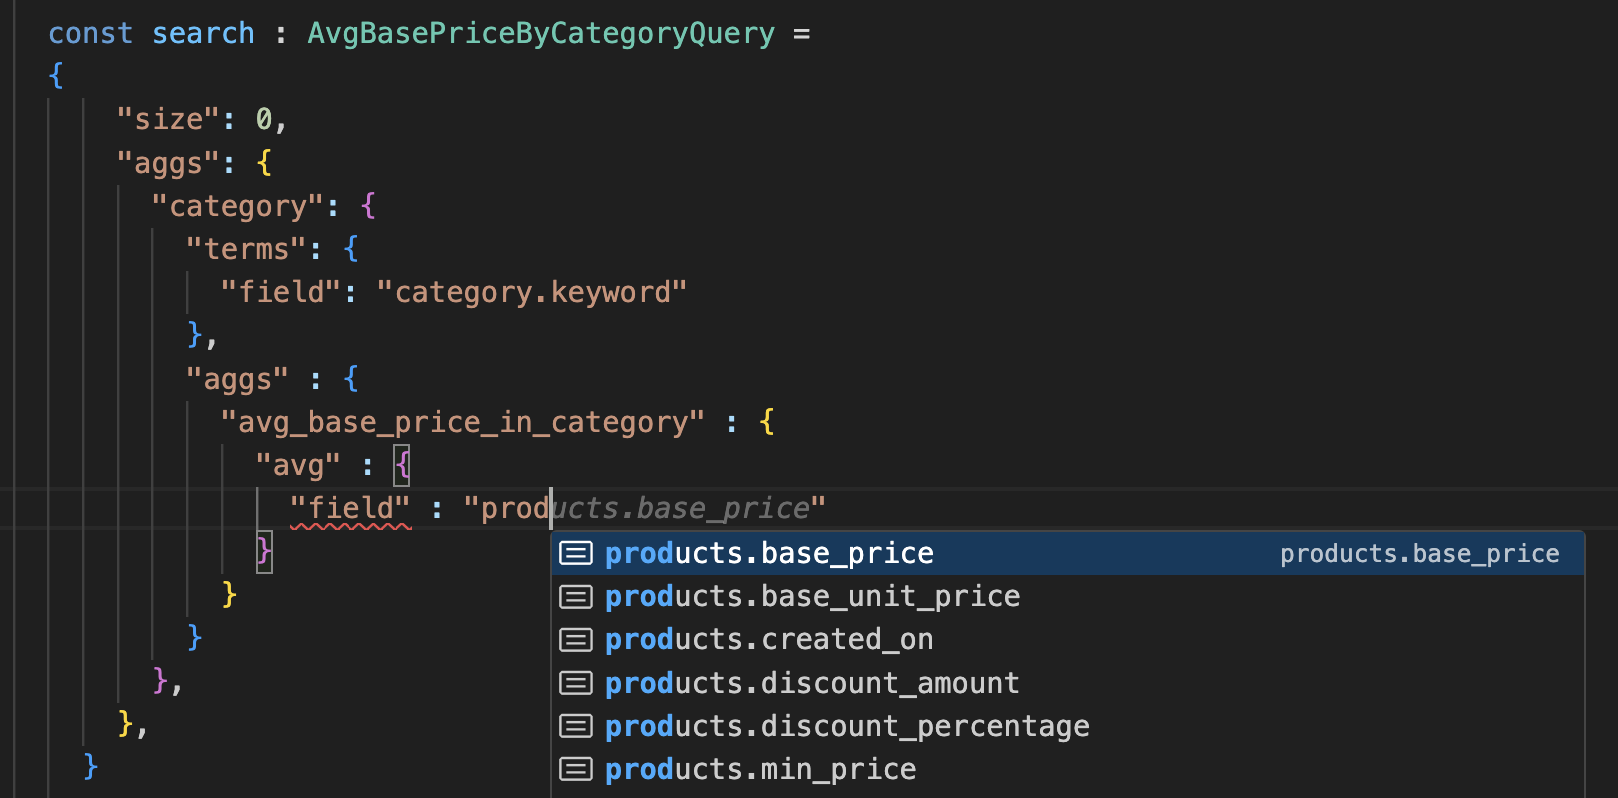 const search : AvgBasePriceByCategoryQuery =
{
"size": 0,
"aggs": {
"category": {
"terms": {
"field": "category.keyword"
},
"aggs" : {
"avg_base_price_in_category" : {
"avg" : {
"field" : "products.base_price"
}
products.base_price products.base_price
}
products.base_unit_price
}
products.created_on
},
products.discount_amount
},
products.discount_percentage
}
products.min_price